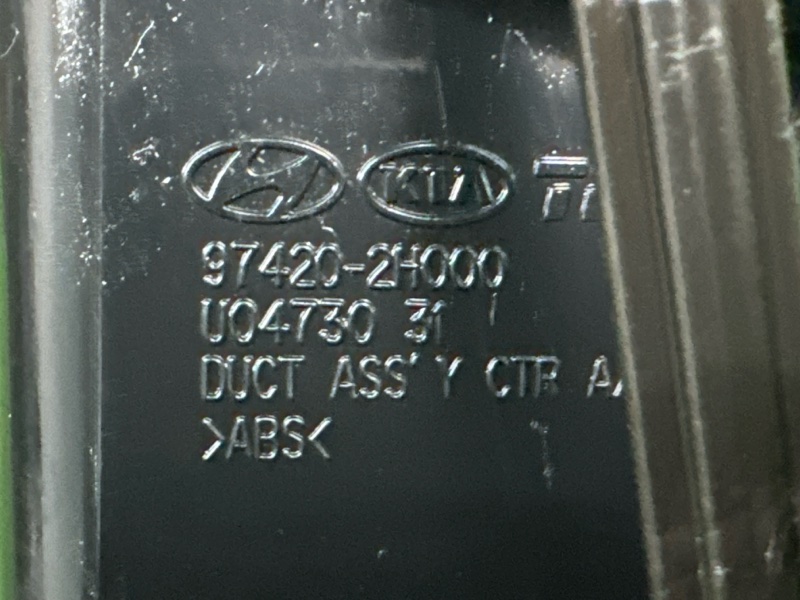 KIA
97420-2H000
U04730 31
DUCT ASS'Y CTR
>ABS<